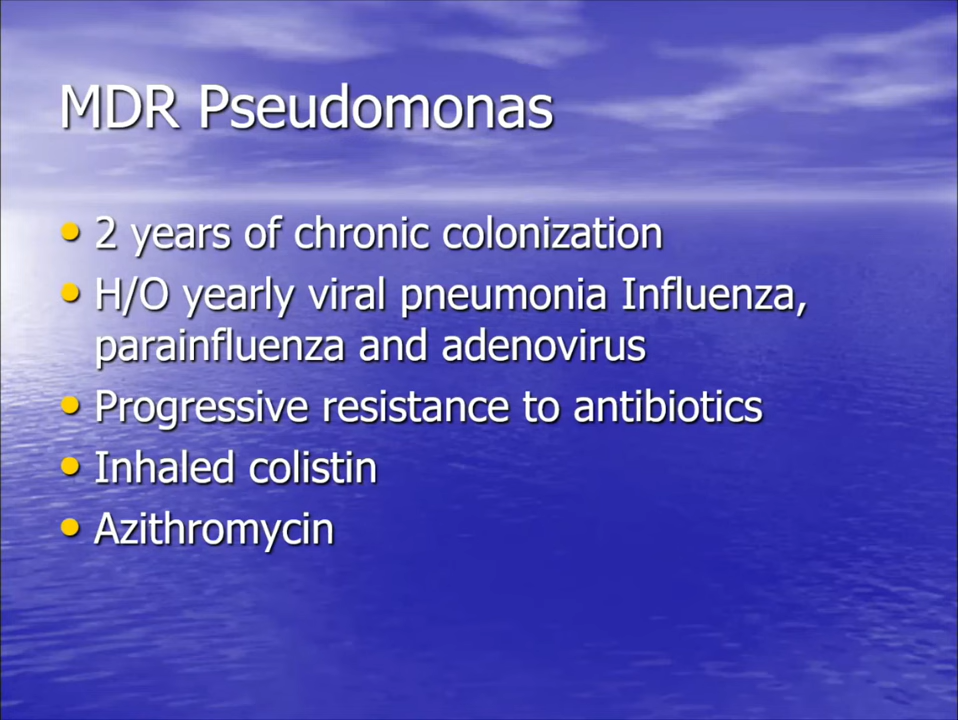 MDR Pseudomonas
• 2 years of chronic colonization
• H/O yearly viral pneumonia Influenza,
parainfluenza and adenovirus
• Progressive resistance to antibiotics
• Inhaled colistin
• Azithromycin